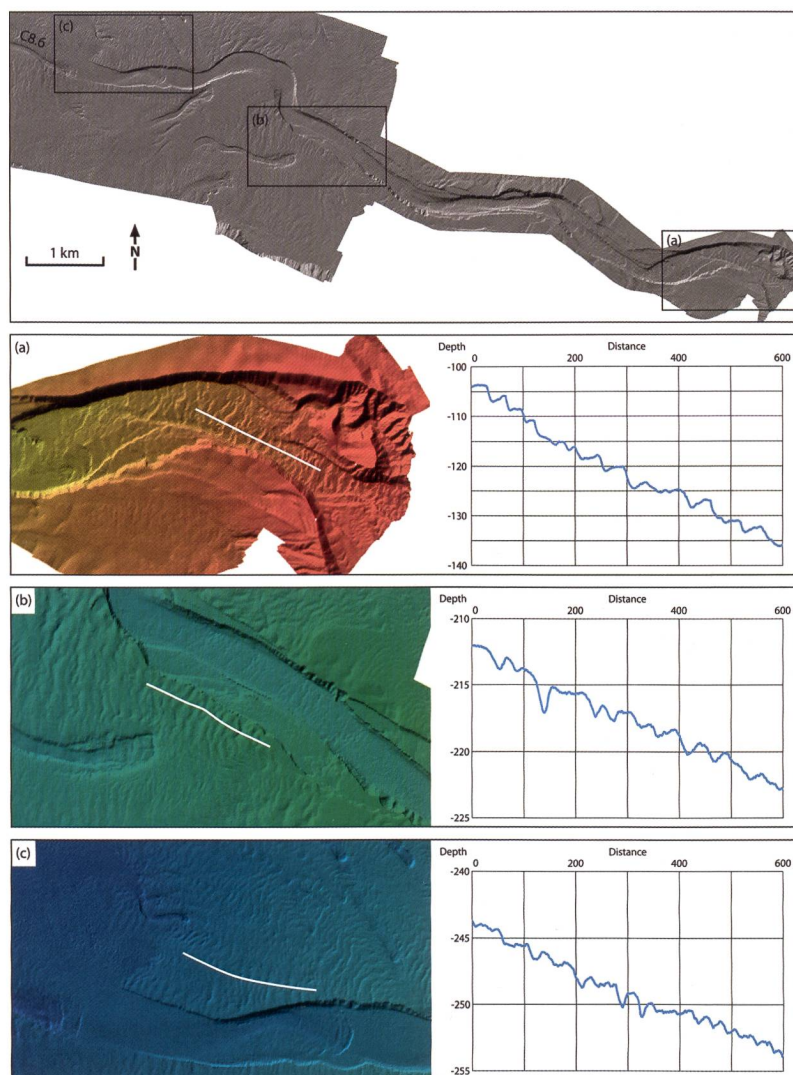 C8.6
(c)
(b)
(a)
1 km
N
(a)
Depth Distance
0 200 400 600
-100
-110
-120
-130
-140
(b)
Depth Distance
0 200 400 600
-210
-215
-220
-225
(c)
Depth Distance
0 200 400 600
-240
-245
-250
-255